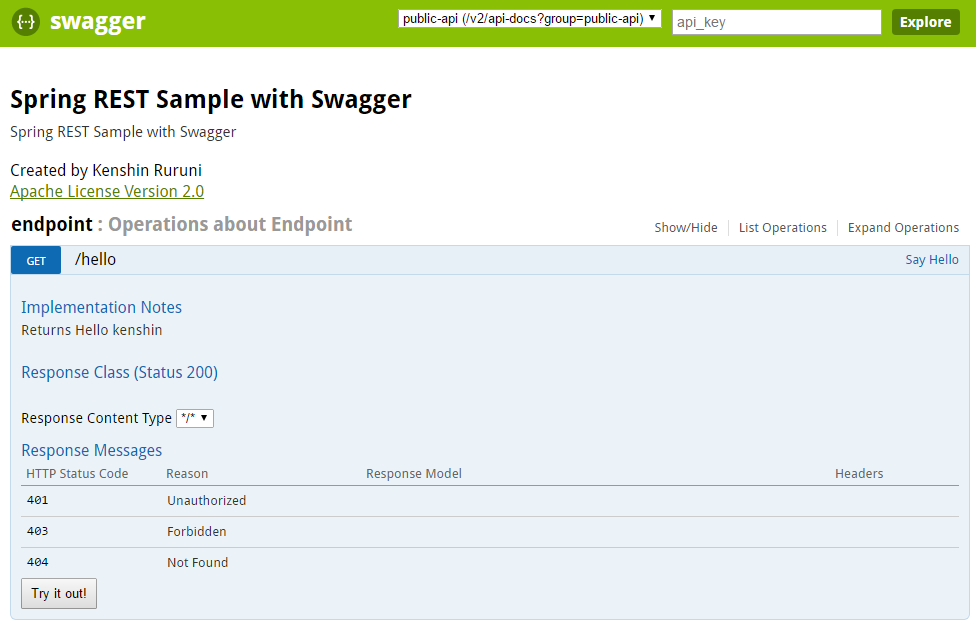 {···} swagger public-api (/v2/api-docs?group=public-api) ▼ api_key Explore
Spring REST Sample with Swagger
Spring REST Sample with Swagger
Created by Kenshin Ruruni
Apache License Version 2.0
endpoint : Operations about Endpoint Show/Hide List Operations Expand Operations
GET /hello Say Hello
Implementation Notes
Returns Hello kenshin
Response Class (Status 200)
Response Content Type */* ▼
Response Messages
HTTP Status Code Reason Response Model Headers
401 Unauthorized
403 Forbidden
404 Not Found
Try it out!